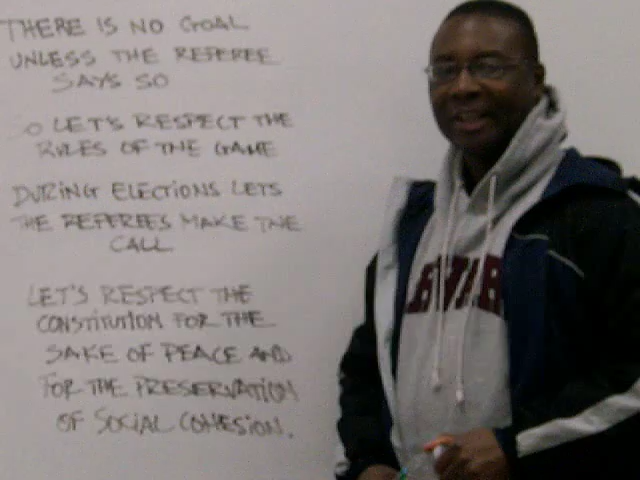 THERE IS NO GOAL
UNLESS THE REFEREE
SAYS SO
SO LET'S RESPECT THE
RULES OF THE GAME
DURING ELECTIONS LETS
THE REFEREES MAKE THE
CALL
LET'S RESPECT THE
CONSTITUTION FOR THE
SAKE OF PEACE AND
FOR THE PRESERVATION
OF SOCIAL COHESION.